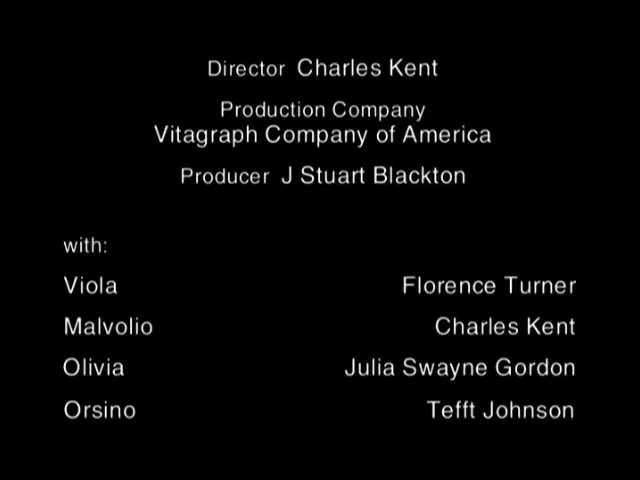 Director Charles Kent
Production Company
Vitagraph Company of America
Producer J Stuart Blackton
with:
Viola Florence Turner
Malvolio Charles Kent
Olivia Julia Swayne Gordon
Orsino Tefft Johnson